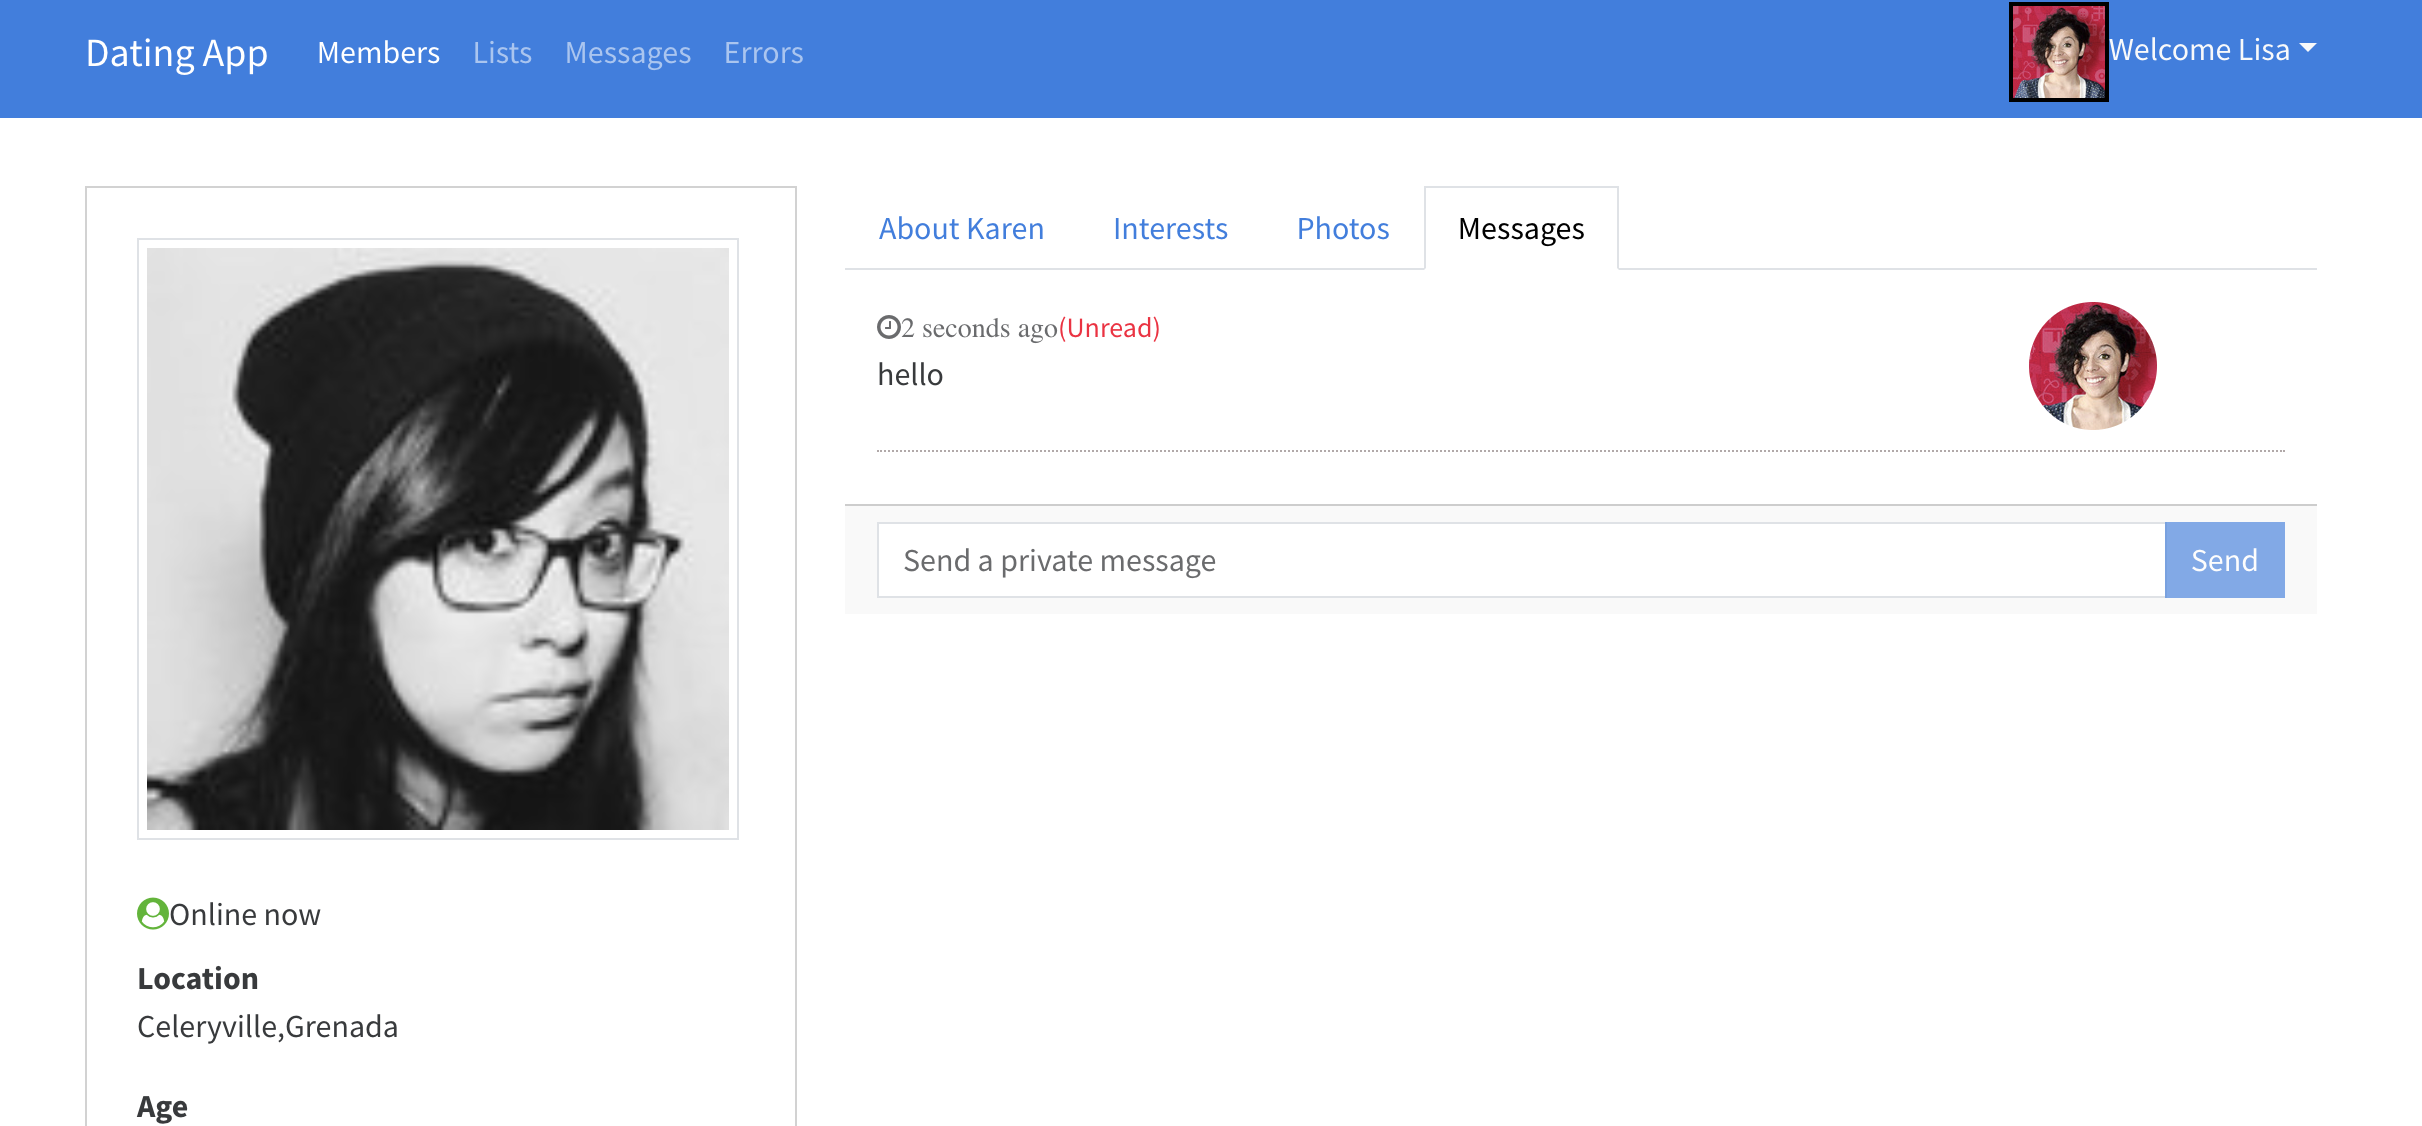 Dating App Members Lists Messages Errors Welcome Lisa
About Karen Interests Photos Messages
2 seconds ago(Unread)
hello
Send a private message Send
Online now
Location
Celeryville,Grenada
Age